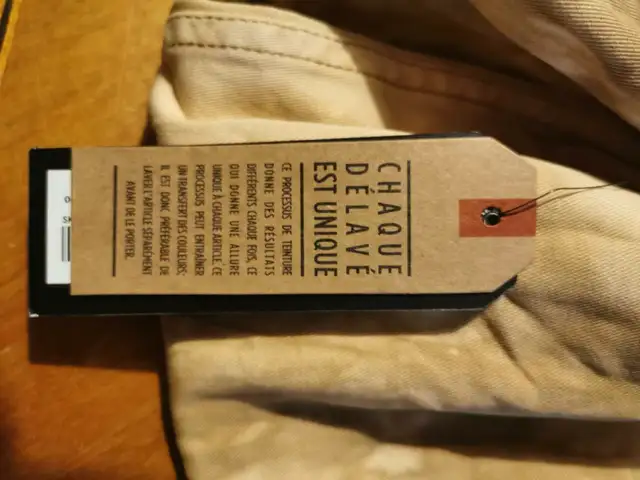 CHAQUE
DÉLAVÉ
EST UNIQUE
CE PROCESSUS DE TEINTURE
DONNE DES RÉSULTATS
DIFFÉRENTS CHAQUE FOIS, CE
QUI DONNE UNE ALLURE
UNIQUE À CHAQUE ARTICLE. CE
PROCESSUS PEUT ENTRAÎNER
UN TRANSFERT DES COULEURS;
IL EST DONC PRÉFÉRABLE DE
LAVER L'ARTICLE SÉPARÉMENT
AVANT DE LE PORTER.